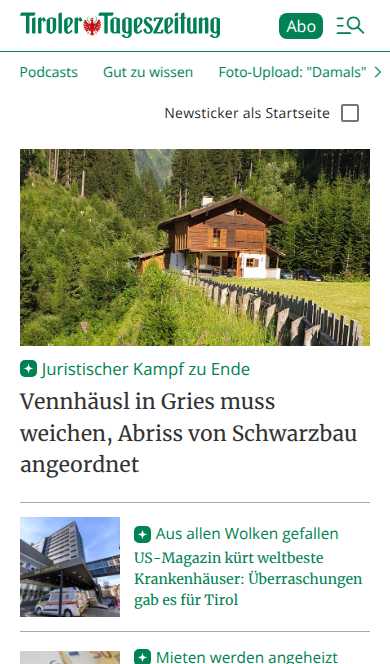 Tiroler Tageszeitung
Abo
Podcasts Gut zu wissen Foto-Upload: "Damals"
Newsticker als Startseite
Juristischer Kampf zu Ende
Vennhäusl in Gries muss
weichen, Abriss von Schwarzbau
angeordnet
Aus allen Wolken gefallen
US-Magazin kürt weltbeste
Krankenhäuser: Überraschungen
gab es für Tirol
Mieten werden angeheizt